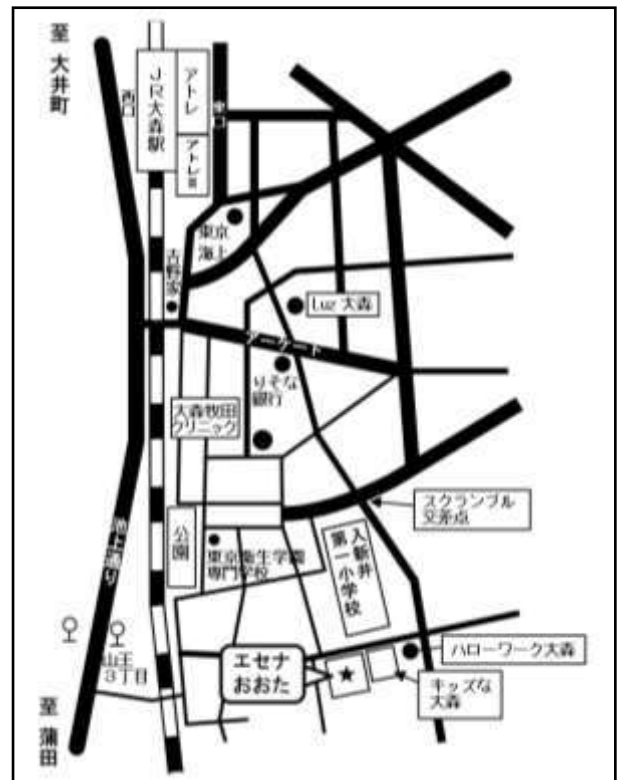 至 大井町
西口
JR大森駅
アトレ
東口
アトレⅡ
東京
海上
吉野家
Luz 大森
アーケード
りそな
銀行
大森牧田
クリニック
スクランブル
交差点
公園
東京衛生学園
専門学校
入新井
第一小学校
池上通り
山王
3丁目
エセナ
おおた
★
ハローワーク大森
キッズな
大森
至 蒲田